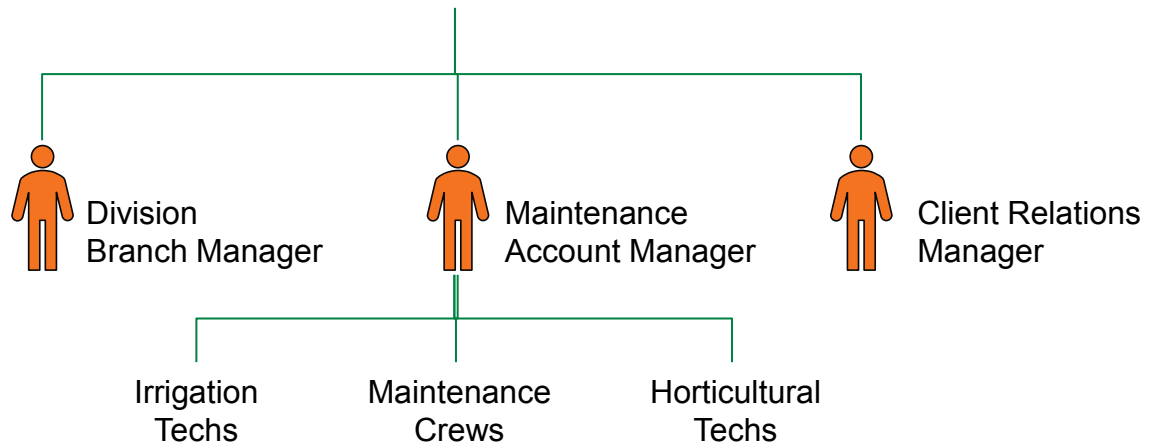 Division
Branch Manager
Maintenance
Account Manager
Client Relations
Manager
Irrigation
Techs
Maintenance
Crews
Horticultural
Techs